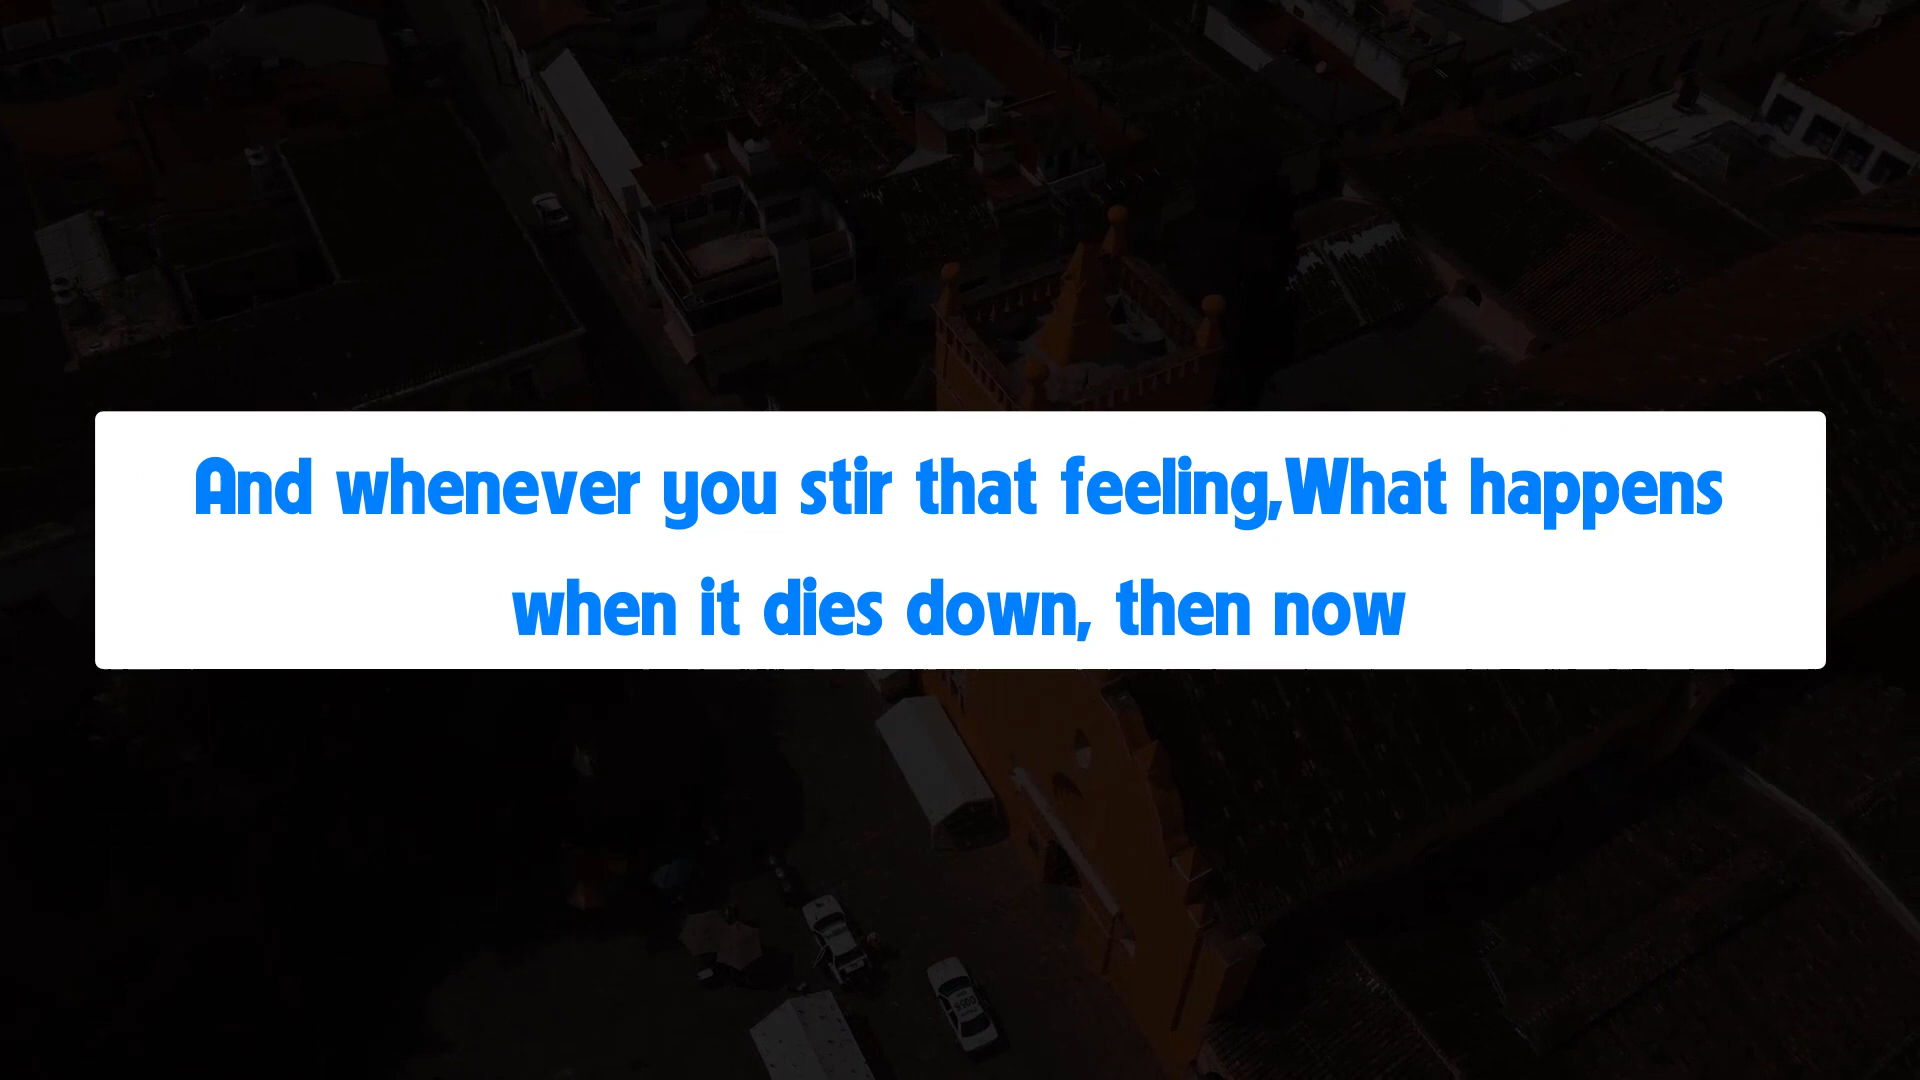 And whenever you stir that feeling,What happens
when it dies down, then now